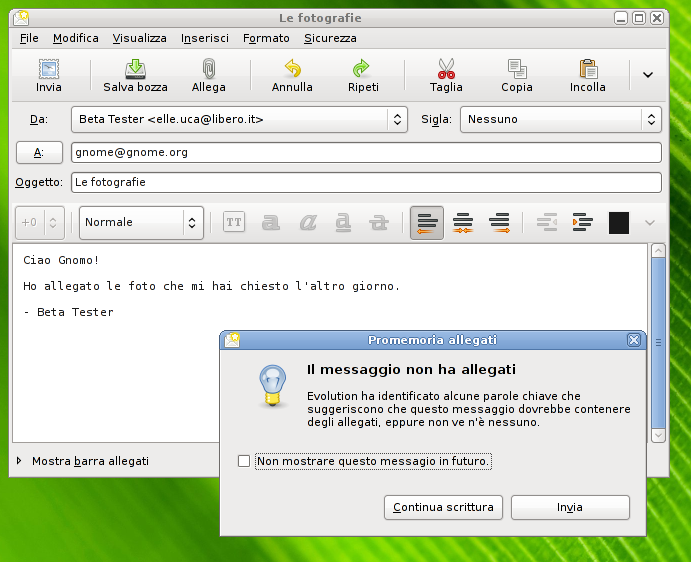 Le fotografie
File Modifica Visualizza Inserisci Formato Sicurezza
Invia Salva bozza Allega Annulla Ripeti Taglia Copia Incolla
Da: Beta Tester <elle.uca@libero.it> Sigla: Nessuno
A: gnome@gnome.org
Oggetto: Le fotografie
+0 Normale TT a a a a
Ciao Gnomo!
Ho allegato le foto che mi hai chiesto l'altro giorno.
- Beta Tester
Promemoria allegati
Il messaggio non ha allegati
Evolution ha identificato alcune parole chiave che
suggeriscono che questo messaggio dovrebbe contenere
degli allegati, eppure non ve n'è nessuno.
Mostra barra allegati
Non mostrare questo messagio in futuro.
Continua scrittura Invia